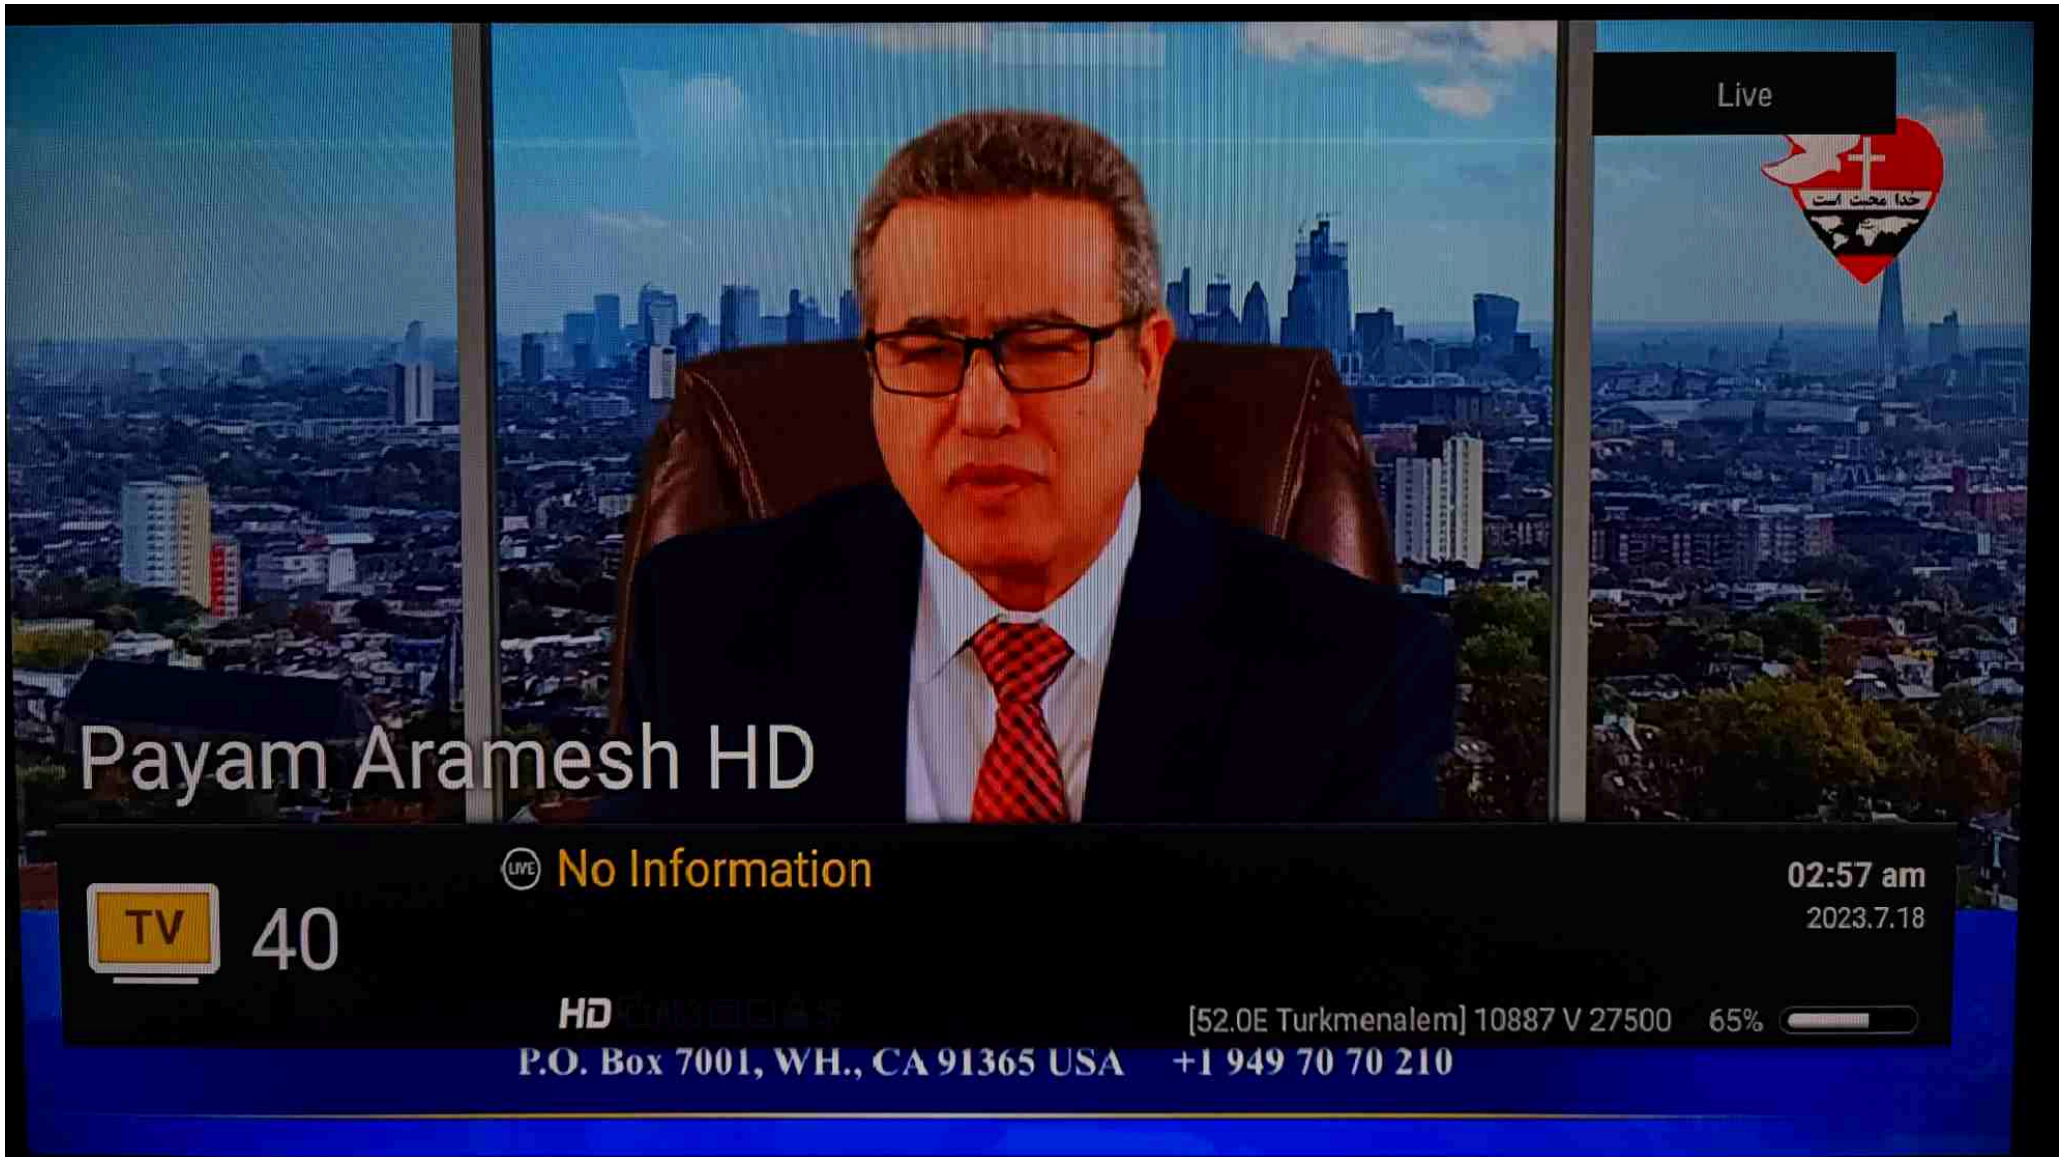 Live
Payam Aramesh HD
LIVE No Information
02:57 am
TV 40
2023.7.18
HD
[52.0E Turkmenalem] 10887 V 27500 65%
P.O. Box 7001, WH., CA 91365 USA +1 949 70 70 210